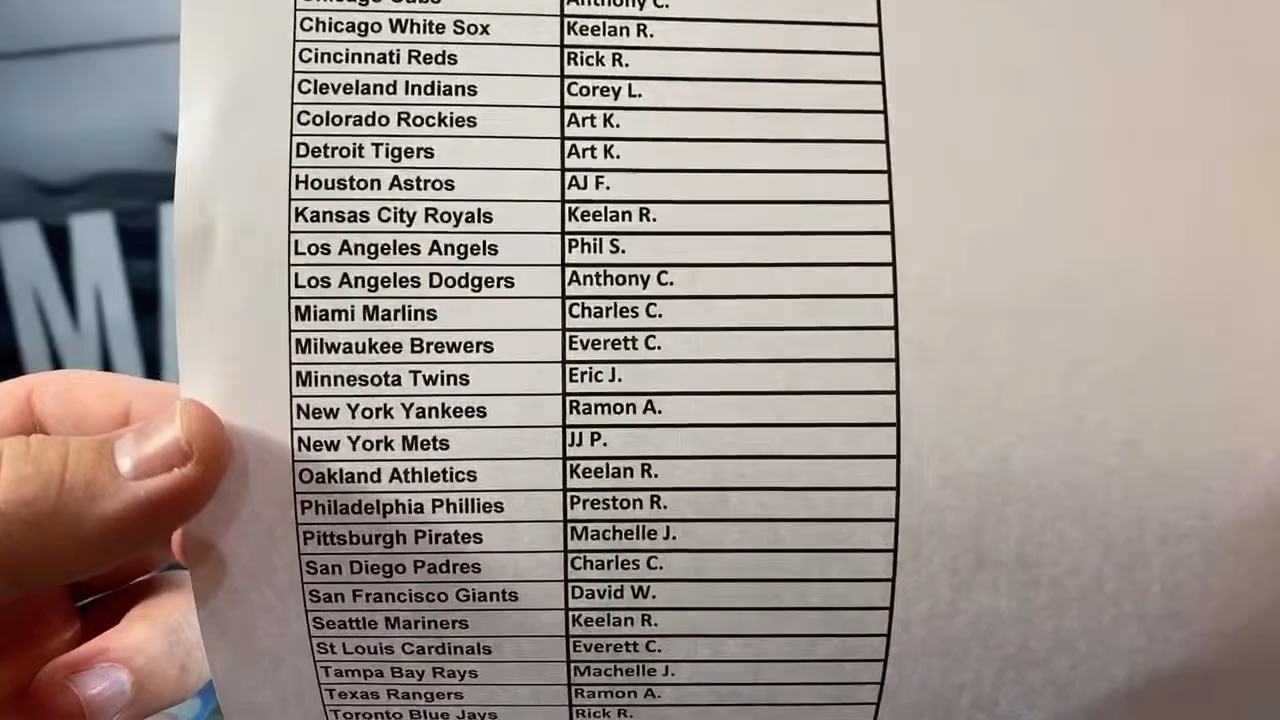 Chicago Cubs Anthony C.
Chicago White Sox Keelan R.
Cincinnati Reds Rick R.
Cleveland Indians Corey L.
Colorado Rockies Art K.
Detroit Tigers Art K.
Houston Astros AJ F.
Kansas City Royals Keelan R.
Los Angeles Angels Phil S.
Los Angeles Dodgers Anthony C.
Miami Marlins Charles C.
Milwaukee Brewers Everett C.
Minnesota Twins Eric J.
New York Yankees Ramon A.
New York Mets JJ P.
Oakland Athletics Keelan R.
Philadelphia Phillies Preston R.
Pittsburgh Pirates Machelle J.
San Diego Padres Charles C.
San Francisco Giants David W.
Seattle Mariners Keelan R.
St Louis Cardinals Everett C.
Tampa Bay Rays Machelle J.
Texas Rangers Ramon A.
Toronto Blue Jays Rick R.